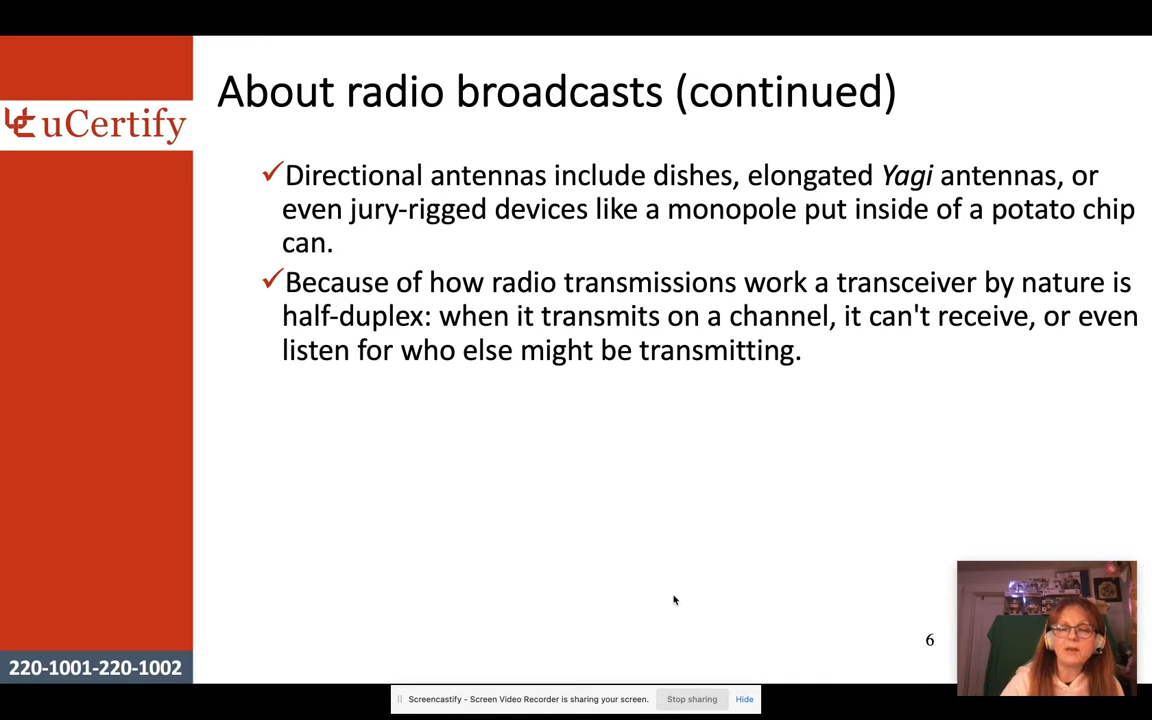 About radio broadcasts (continued)
uCertify
✓Directional antennas include dishes, elongated Yagi antennas, or
even jury-rigged devices like a monopole put inside of a potato chip
can.
✓Because of how radio transmissions work a transceiver by nature is
half-duplex: when it transmits on a channel, it can't receive, or even
listen for who else might be transmitting.
6
220-1001-220-1002
Screencastify - Screen Video Recorder is sharing your screen. Stop sharing Hide